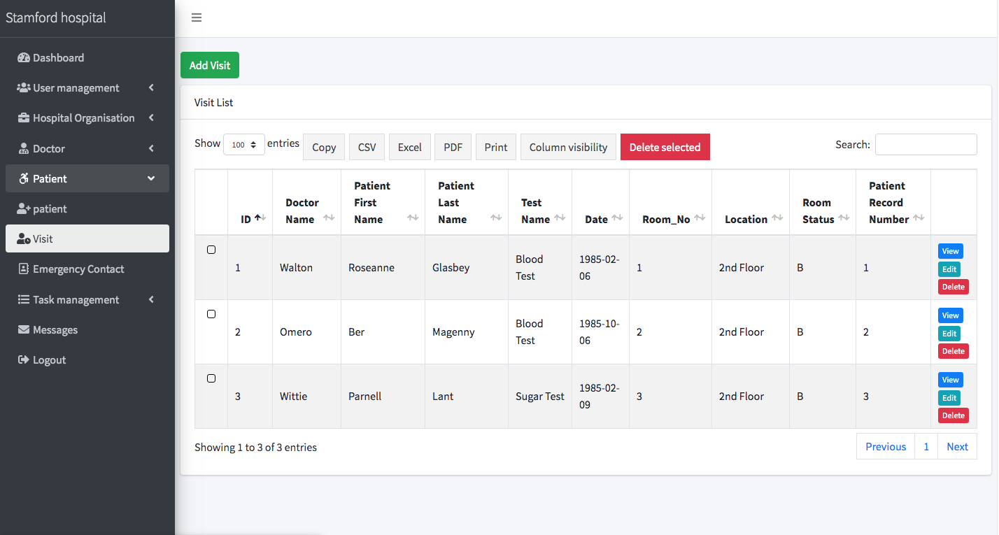 Stamford hospital
Dashboard
User management
Hospital Organisation
Doctor
Patient
patient
Visit
Emergency Contact
Task management
Messages
Logout
Add Visit
Visit List
Show 100 entries Copy CSV Excel PDF Print Column visibility Delete selected Search:
ID Doctor Name Patient First Name Patient Last Name Test Name Date Room_No Location Room Status Patient Record Number
1 Walton Roseanne Glasbey Blood Test 1985-02-06 1 2nd Floor B 1 View Edit Delete
2 Omero Ber Magenny Blood Test 1985-10-06 2 2nd Floor B 2 View Edit Delete
3 Wittie Parnell Lant Sugar Test 1985-02-09 3 2nd Floor B 3 View Edit Delete
Showing 1 to 3 of 3 entries Previous 1 Next